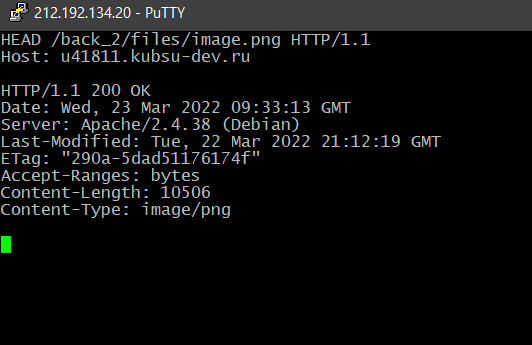 212.192.134.20 - PuTTY
HEAD /back_2/files/image.png HTTP/1.1
Host: u41811.kubsu-dev.ru
HTTP/1.1 200 OK
Date: Wed, 23 Mar 2022 09:33:13 GMT
Server: Apache/2.4.38 (Debian)
Last-Modified: Tue, 22 Mar 2022 21:12:19 GMT
ETag: "290a-5dad51176174f"
Accept-Ranges: bytes
Content-Length: 10506
Content-Type: image/png